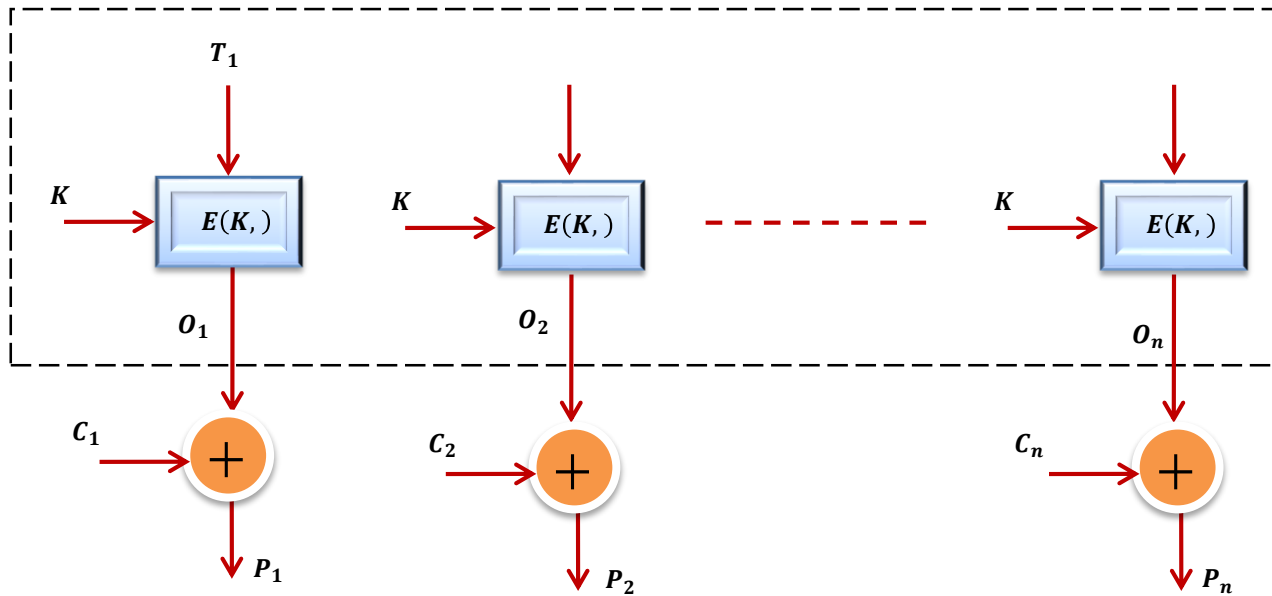 T₁
K
E(K, )
K
E(K, )
K
E(K, )
O₁
O₂
Oₙ
C₁
+
C₂
+
Cₙ
+
P₁
P₂
Pₙ